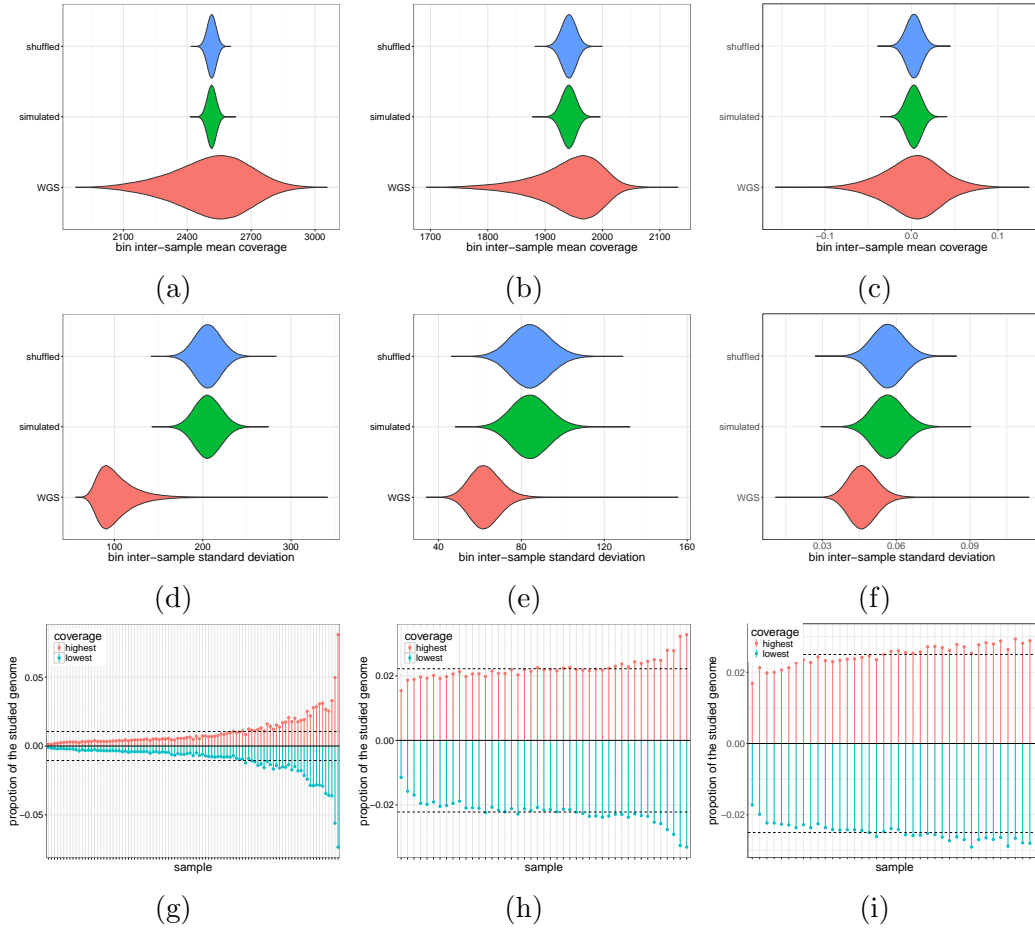 shuffled
simulated
WGS
2100 2400 2700 3000
bin inter−sample mean coverage
(a)
shuffled
simulated
WGS
1700 1800 1900 2000 2100
bin inter−sample mean coverage
(b)
shuffled
simulated
WGS
−0.1 0.0 0.1
bin inter−sample mean coverage
(c)
shuffled
simulated
WGS
100 200 300
bin inter−sample standard deviation
(d)
shuffled
simulated
WGS
40 80 120 160
bin inter−sample standard deviation
(e)
shuffled
simulated
WGS
0.03 0.06 0.09
bin inter−sample standard deviation
(f)
propotion of the studied genome
0.05
0.00
−0.05
coverage
highest
lowest
sample
(g)
propotion of the studied genome
0.02
0.00
−0.02
coverage
highest
lowest
sample
(h)
propotion of the studied genome
0.02
0.00
−0.02
coverage
highest
lowest
sample
(i)